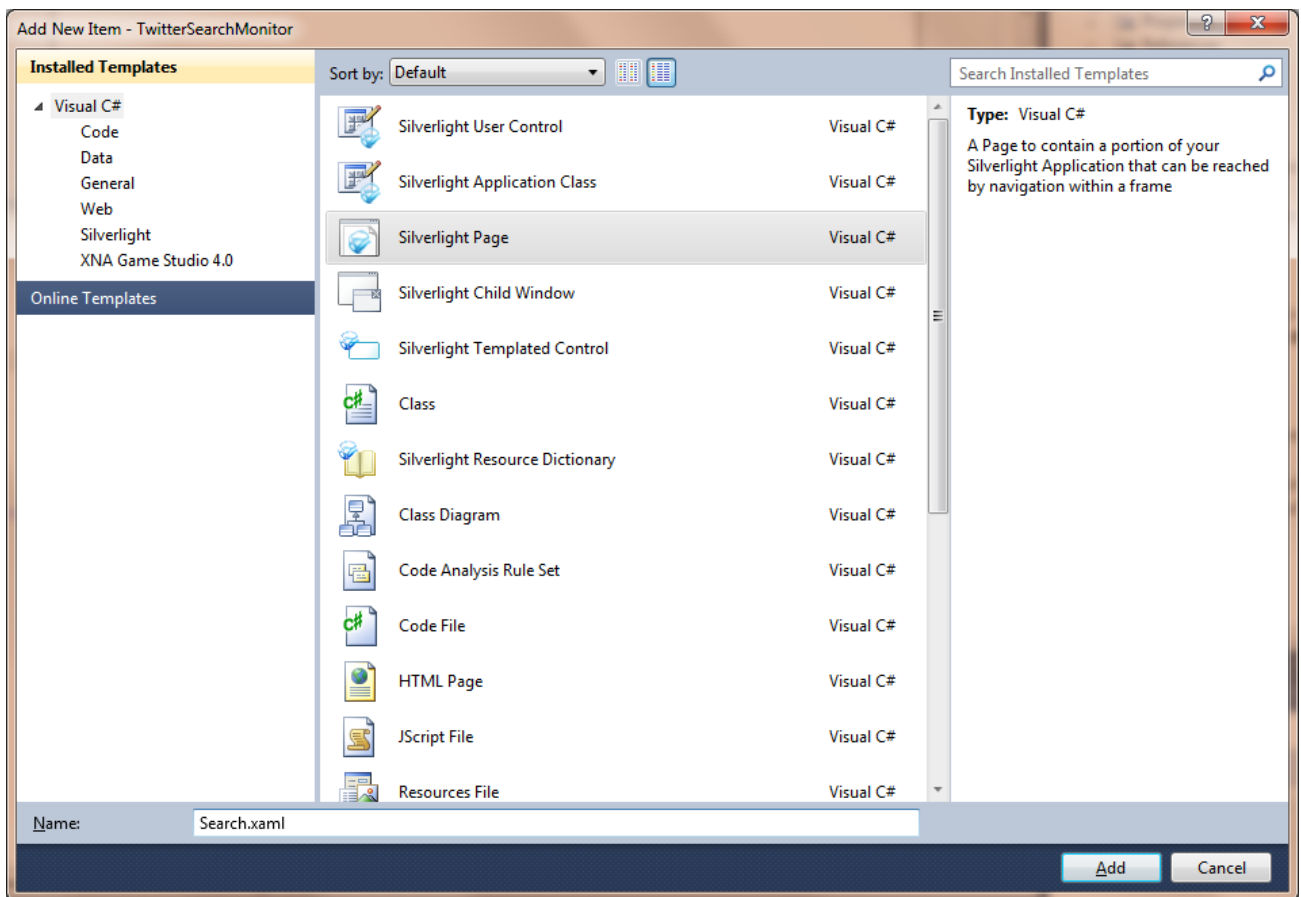 Add New Item - TwitterSearchMonitor
Installed Templates
Visual C#
Code
Data
General
Web
Silverlight
XNA Game Studio 4.0
Online Templates
Sort by: Default
Silverlight User Control Visual C#
Silverlight Application Class Visual C#
Silverlight Page Visual C#
Silverlight Child Window Visual C#
Silverlight Templated Control Visual C#
Class Visual C#
Silverlight Resource Dictionary Visual C#
Class Diagram Visual C#
Code Analysis Rule Set Visual C#
Code File Visual C#
HTML Page Visual C#
JScript File Visual C#
Resources File Visual C#
Search Installed Templates
Type: Visual C#
A Page to contain a portion of your
Silverlight Application that can be reached
by navigation within a frame
Name: Search.xaml
Add Cancel